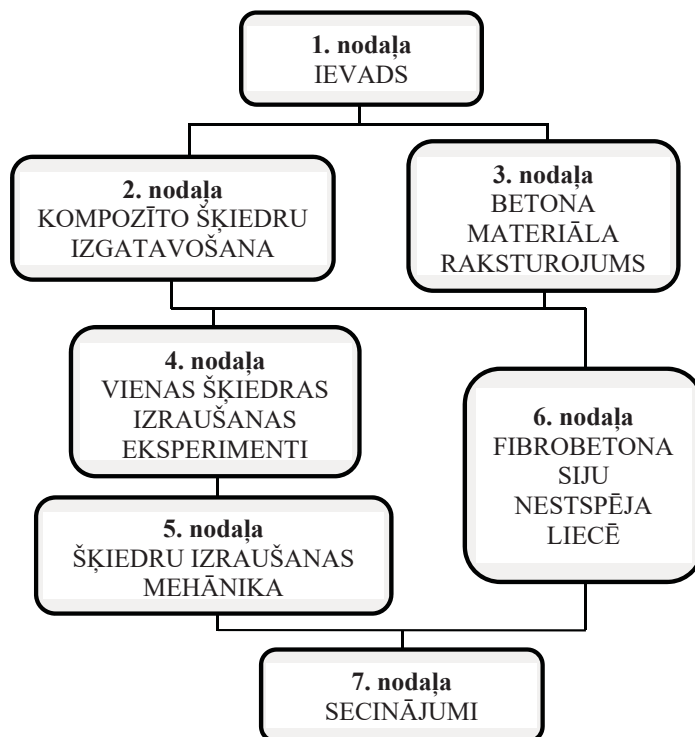 1. nodaļa
IEVADS
2. nodaļa
KOMPOZĪTO ŠĶIEDRU
IZGATAVOŠANA
3. nodaļa
BETONA
MATERIĀLA
RAKSTUROJUMS
4. nodaļa
VIENAS ŠĶIEDRAS
IZRAUŠANAS
EKSPERIMENTI
5. nodaļa
ŠĶIEDRU IZRAUŠANAS
MEHĀNIKA
6. nodaļa
FIBROBETONA
SIJU
NESTSPĒJA
LIECĒ
7. nodaļa
SECINĀJUMI